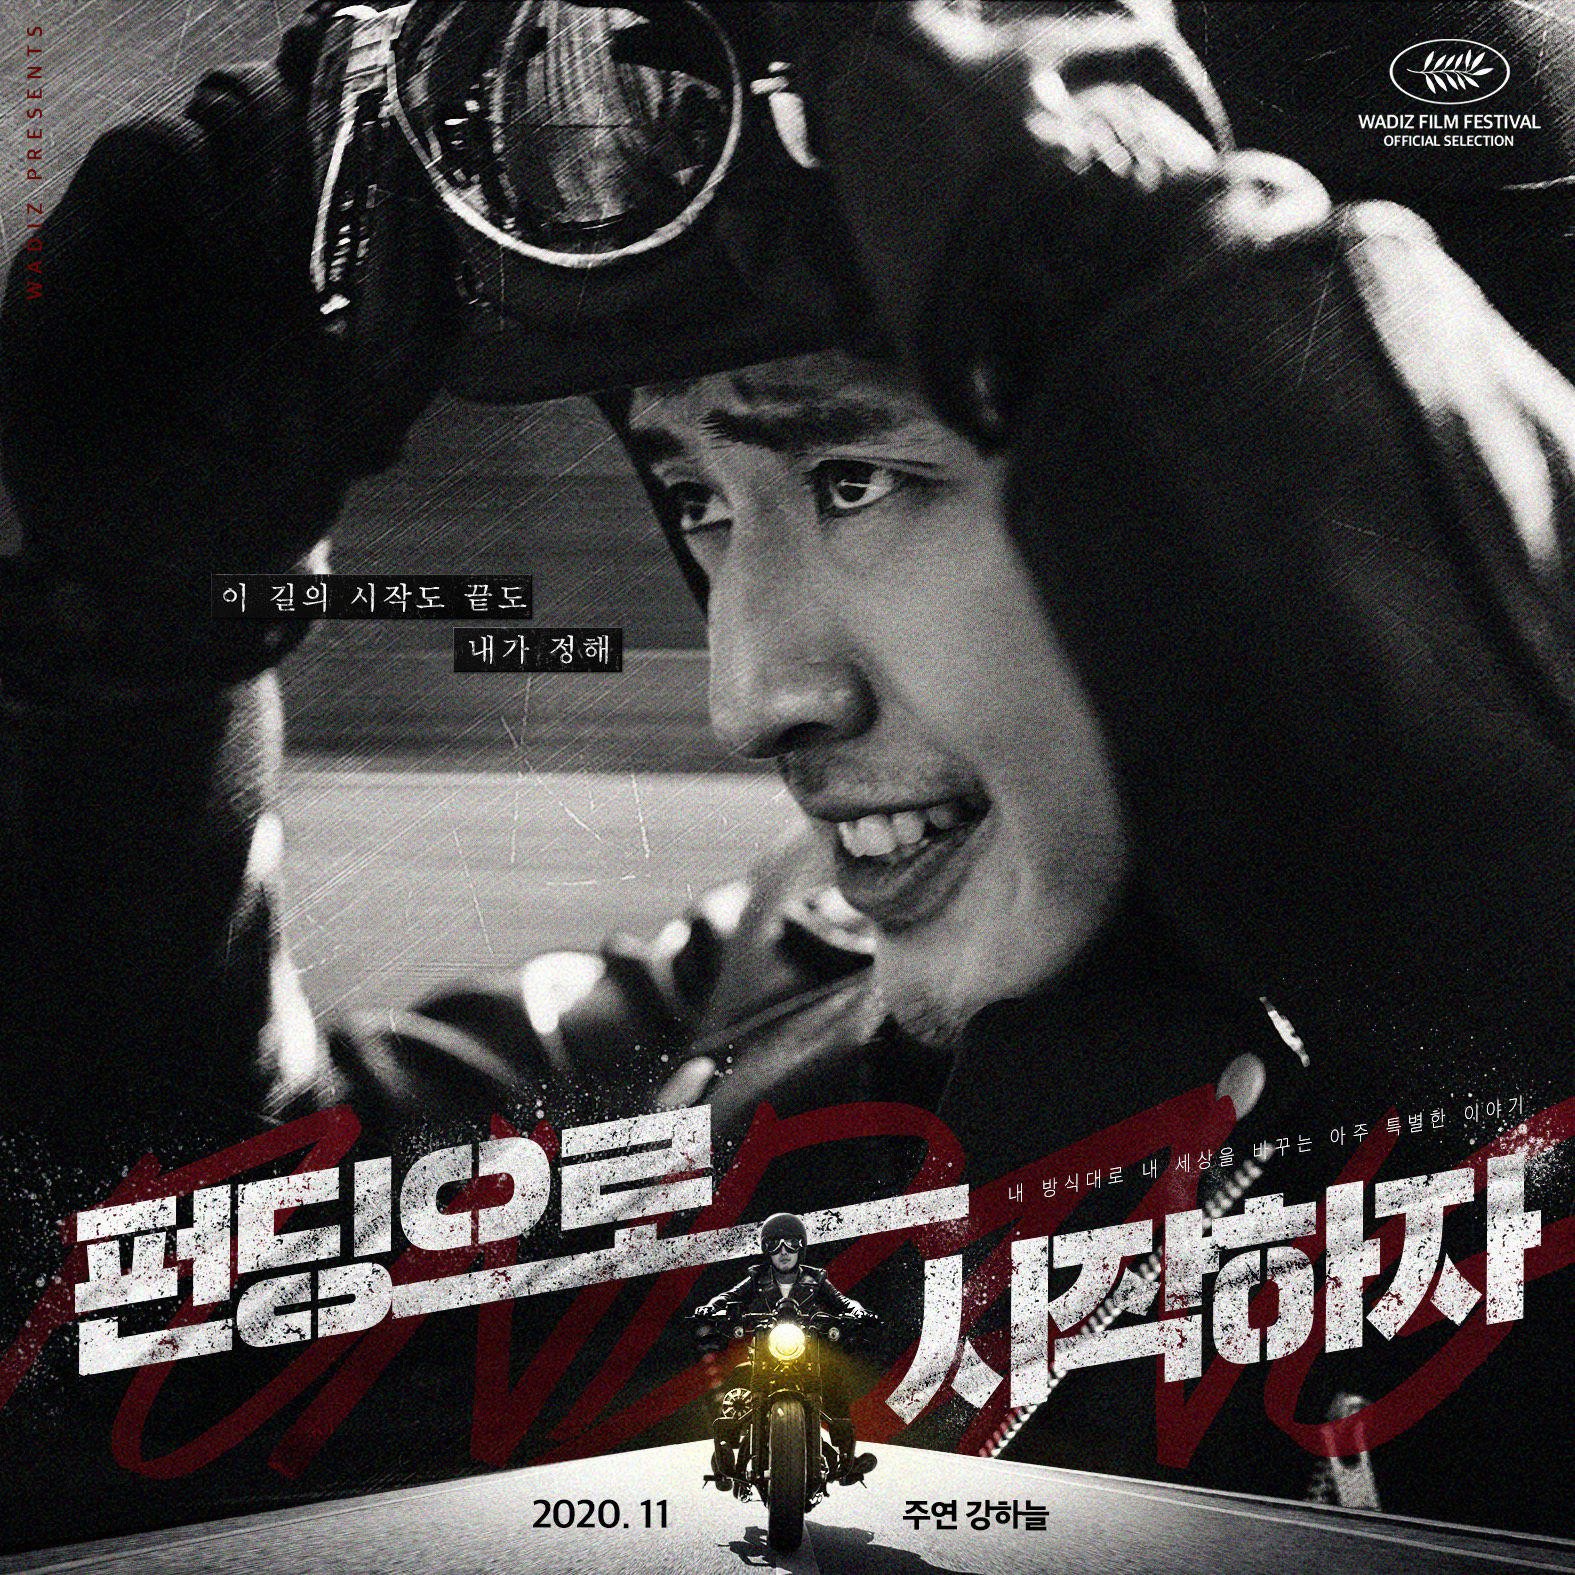 WADIZ PRESENTS
WADIZ FILM FESTIVAL
OFFICIAL SELECTION
이 길의 시작도 끝도
내가 정해
FUNDING
내 방식대로 내 세상을 바꾸는 아주 특별한 이야기
펀딩으로
시작하자
2020. 11
주연 강하늘